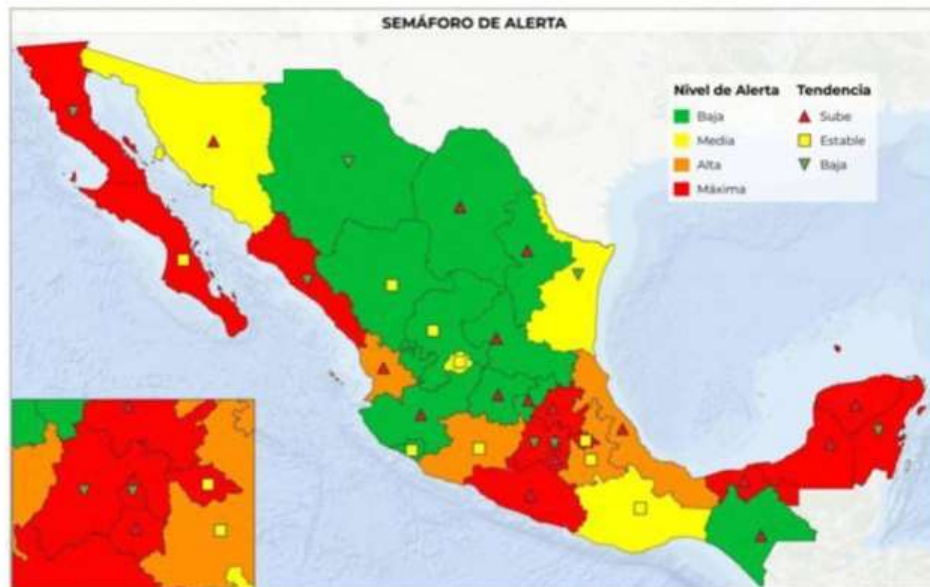 SEMÁFORO DE ALERTA
Nivel de Alerta Tendencia
Baja Sube
Media Estable
Alta Baja
Máxima